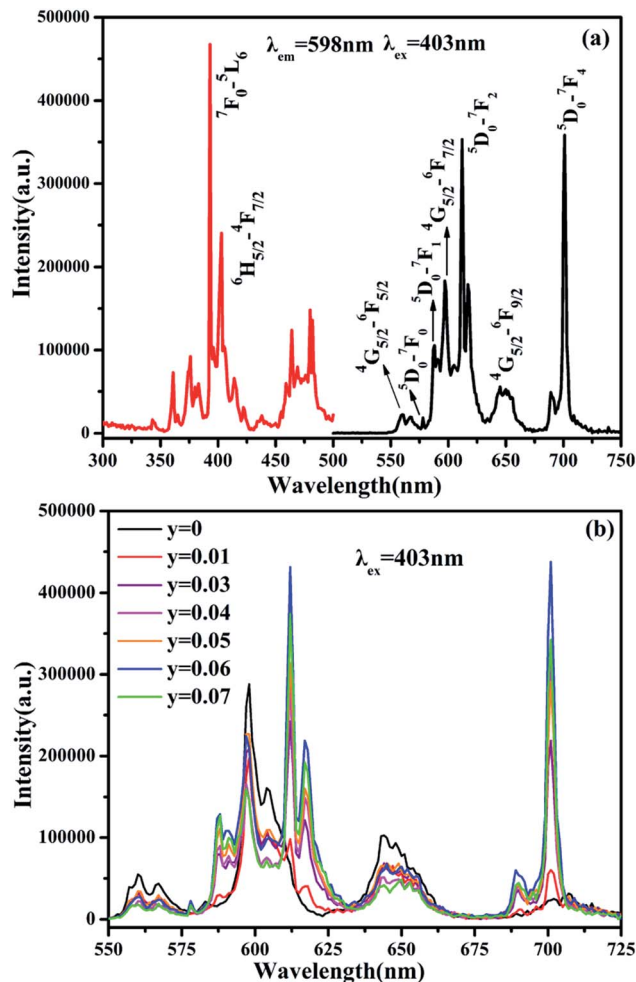 (a)
λem=598nm λex=403nm
500000
400000
300000
200000
100000
0
Intensity(a.u.)
⁷F₀-⁵L₆
⁶H₅/₂-⁴F₇/₂
⁴G₅/₂-⁶F₅/₂
⁵D₀-⁷F₀
⁵D₀-⁷F₁
⁴G₅/₂-⁶F₇/₂
⁵D₀-⁷F₂
⁴G₅/₂-⁶F₉/₂
⁵D₀-⁷F₄
300 350 400 450 500 550 600 650 700 750
Wavelength(nm)
(b)
λex=403nm
500000
400000
300000
200000
100000
0
Intensity(a.u.)
y=0
y=0.01
y=0.03
y=0.04
y=0.05
y=0.06
y=0.07
550 575 600 625 650 675 700 725
Wavelength(nm)